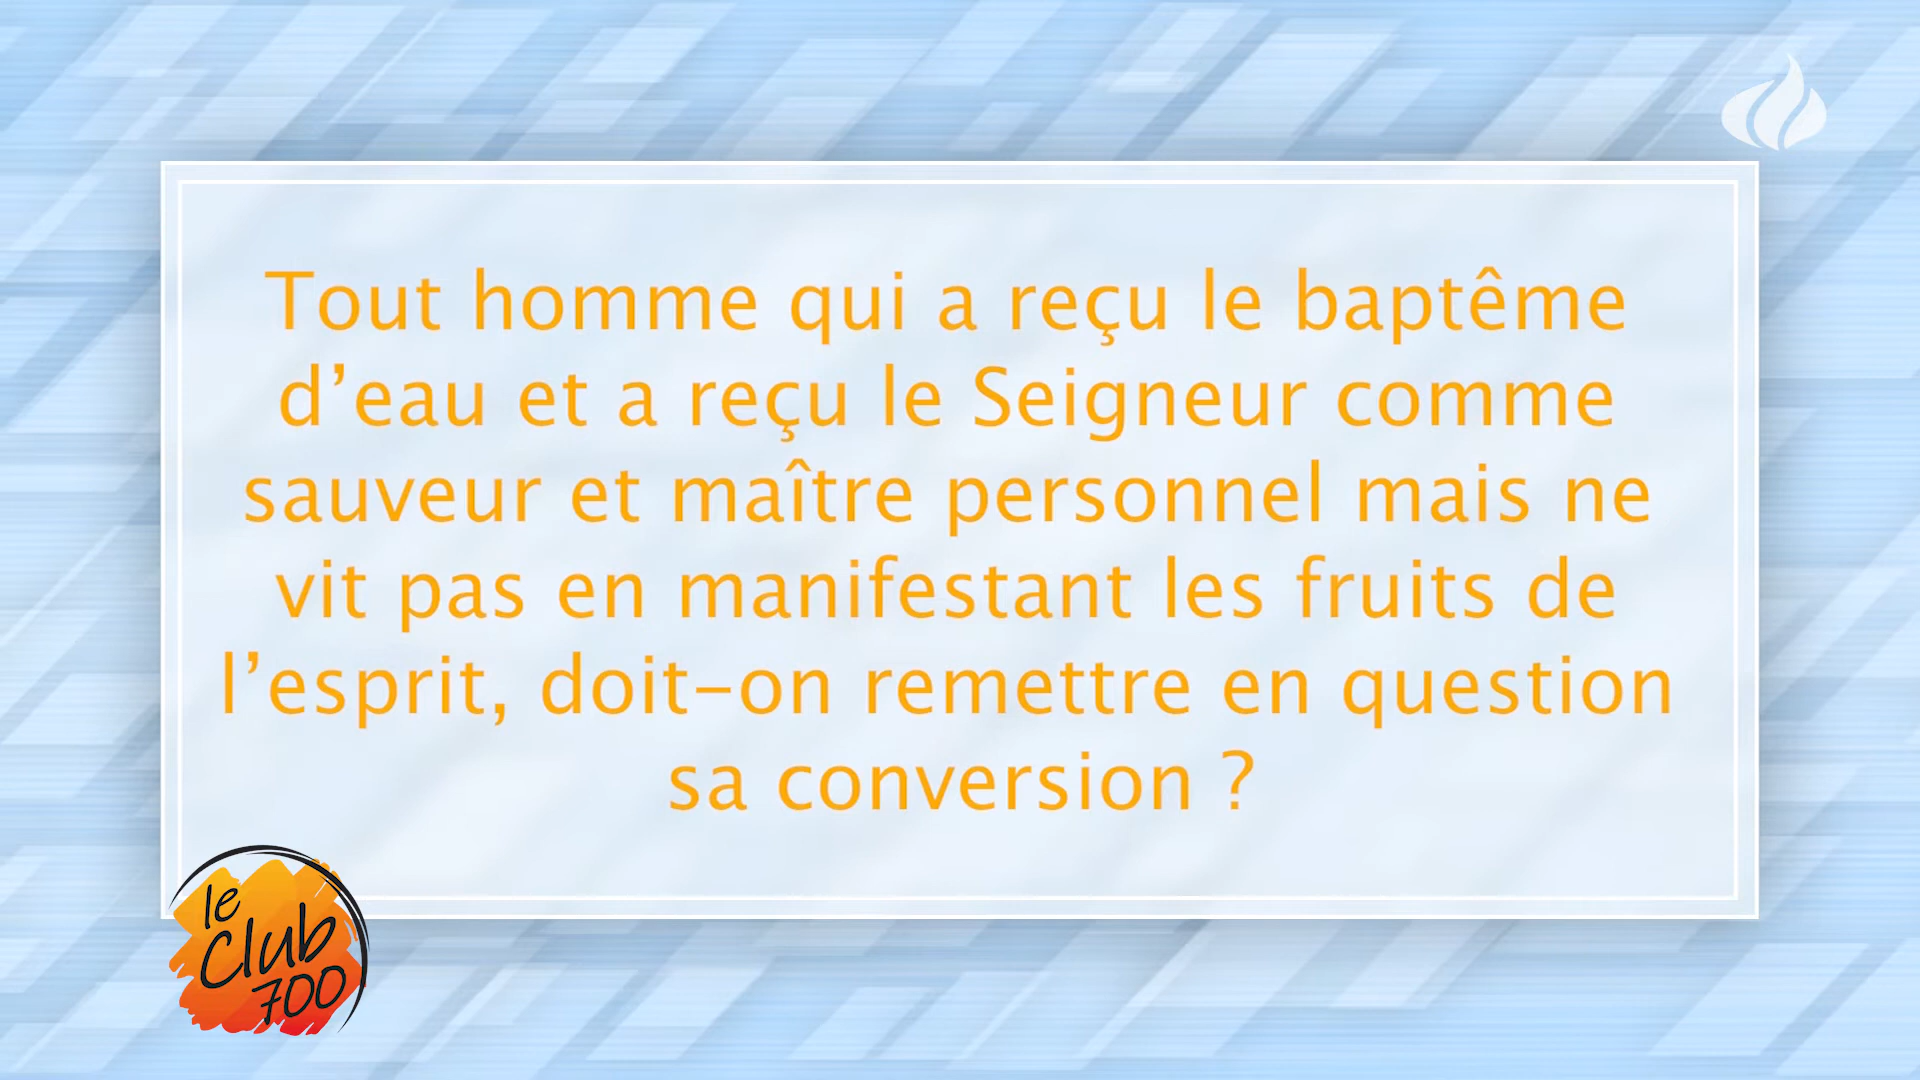 Tout homme qui a reçu le baptême
d’eau et a reçu le Seigneur comme
sauveur et maître personnel mais ne
vit pas en manifestant les fruits de
l’esprit, doit-on remettre en question
sa conversion ?
le
Club
700